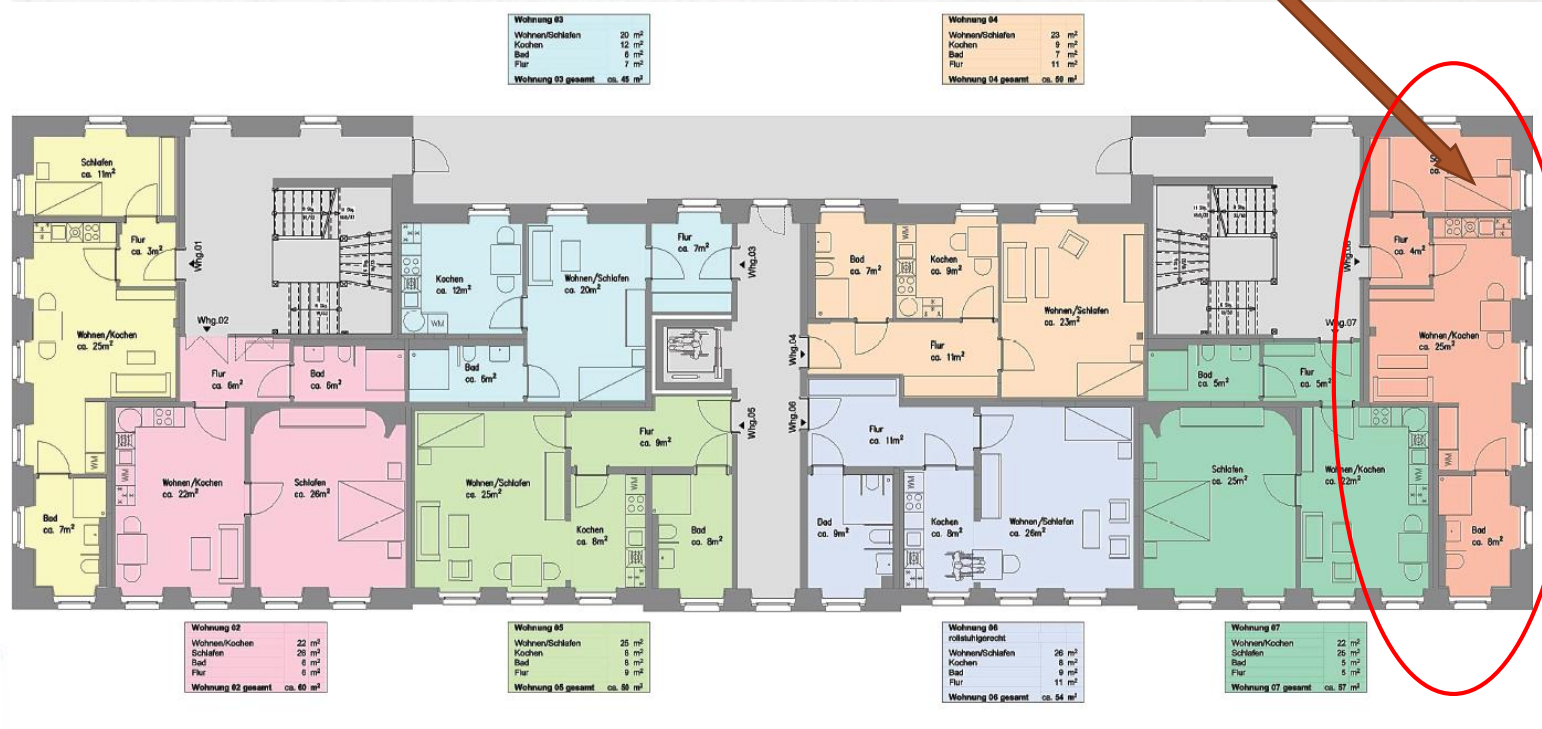 Wohnung 03
Wohnen/Schlafen 20 m²
Kochen 12 m²
Bad 6 m²
Flur 7 m²
Wohnung 03 gesamt ca. 45 m²
Wohnung 04
Wohnen/Schlafen 23 m²
Kochen 9 m²
Bad 7 m²
Flur 11 m²
Wohnung 04 gesamt ca. 50 m²
Schlafen
ca. 11m²
Flur
ca. 3m²
Whg.01
Wohnen/Kochen
ca. 25m²
WM
Bad
ca. 7m²
Whg.02
Flur
ca. 6m²
Bad
ca. 6m²
WM
Wohnen/Kochen
ca. 22m²
Schlafen
ca. 26m²
Kochen
ca. 12m²
WM
Wohnen/Schlafen
ca. 20m²
Flur
ca. 7m²
Whg.03
Bad
ca. 6m²
Whg.05
Flur
ca. 9m²
Wohnen/Schlafen
ca. 25m²
Kochen
ca. 8m²
WM
Bad
ca. 8m²
Bad
ca. 7m²
WM
Kochen
ca. 9m²
Wohnen/Schlafen
ca. 23m²
Whg.04
Flur
ca. 11m²
Whg.06
Flur
ca. 11m²
Bad
ca. 9m²
WM
Kochen
ca. 8m²
Wohnen/Schlafen
ca. 26m²
Whg.07
Bad
ca. 5m²
Flur
ca. 5m²
Schlafen
ca. 25m²
Wohnen/Kochen
ca. 22m²
WM
ca.
Flur
ca. 4m²
Wohnen/Kochen
ca. 25m²
WM
Bad
ca. 8m²
Wohnung 02
Wohnen/Kochen 22 m²
Schlafen 26 m²
Bad 6 m²
Flur 6 m²
Wohnung 02 gesamt ca. 60 m²
Wohnung 05
Wohnen/Schlafen 25 m²
Kochen 8 m²
Bad 8 m²
Flur 9 m²
Wohnung 05 gesamt ca. 50 m²
Wohnung 06
rollstuhlgerecht
Wohnen/Schlafen 26 m²
Kochen 8 m²
Bad 9 m²
Flur 11 m²
Wohnung 06 gesamt ca. 54 m²
Wohnung 07
Wohnen/Kochen 22 m²
Schlafen 25 m²
Bad 5 m²
Flur 5 m²
Wohnung 07 gesamt ca. 57 m²